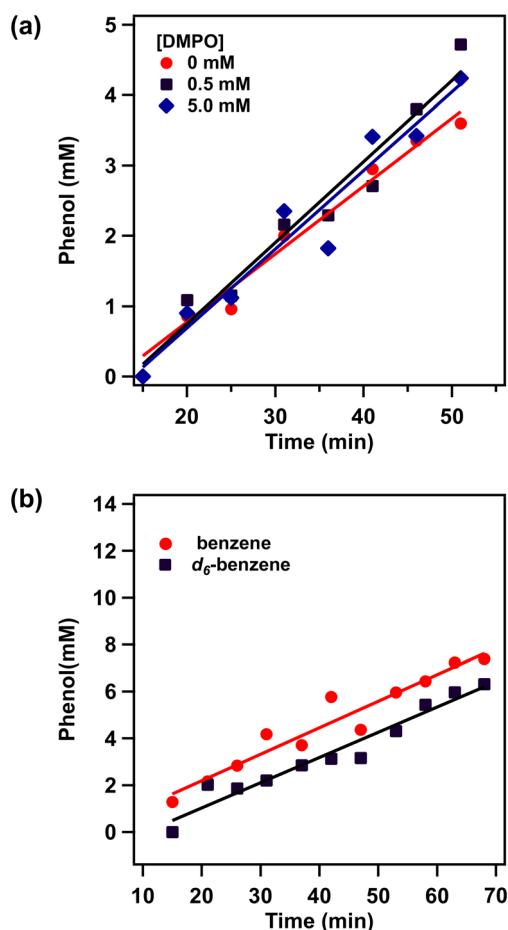 (a)
[DMPO]
0 mM
0.5 mM
5.0 mM
Phenol (mM)
5
4
3
2
1
0
20 30 40 50
Time (min)
(b)
benzene
d6-benzene
Phenol(mM)
14
12
10
8
6
4
2
0
10 20 30 40 50 60 70
Time (min)